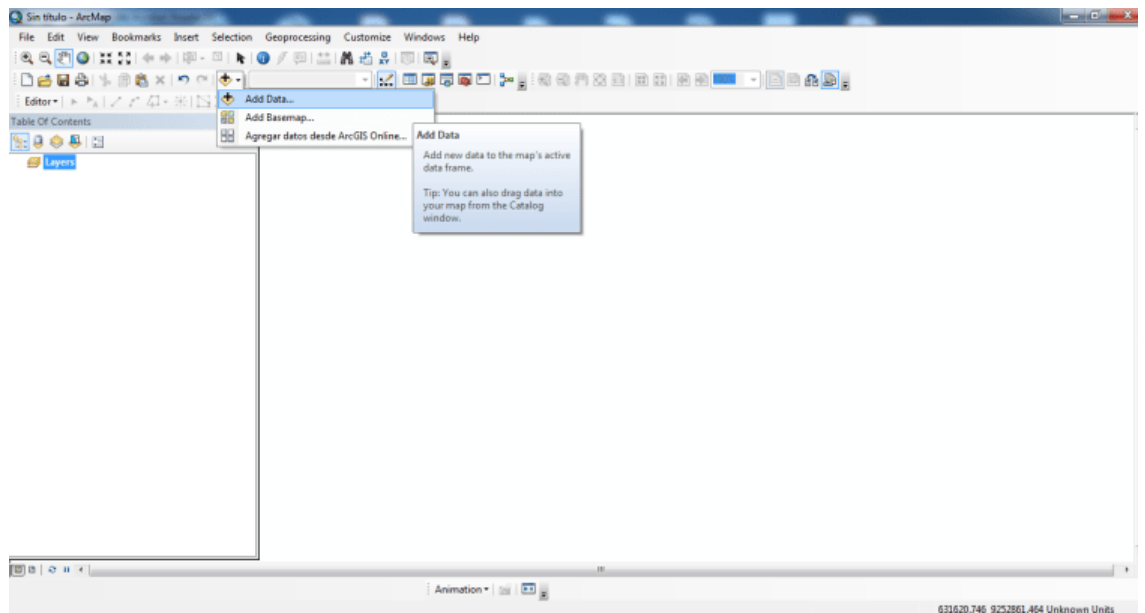 Sin título - ArcMap
File Edit View Bookmarks Insert Selection Geoprocessing Customize Windows Help
Editor
Add Data...
Table Of Contents
Add Basemap...
Agregar datos desde ArcGIS Online...
Layers
Add Data
Add new data to the map's active
data frame.
Tip: You can also drag data into
your map from the Catalog
window.
Animation
631620.746 9252861.464 Unknown Units